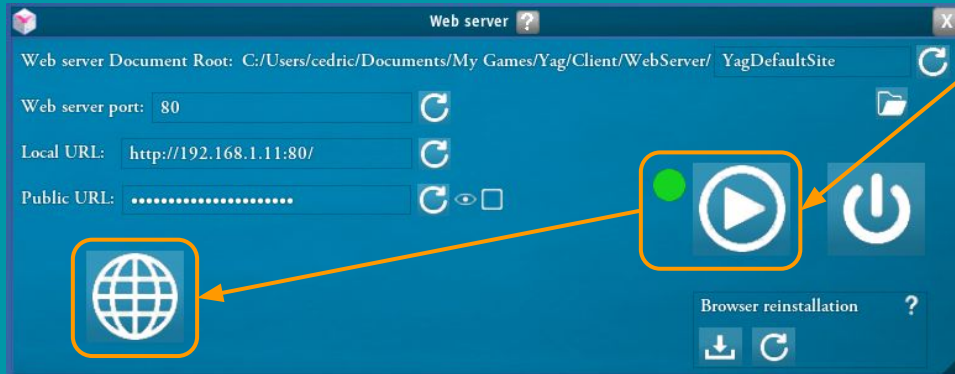 Web server ?
X
Web server Document Root: C:/Users/cedric/Documents/My Games/Yag/Client/WebServer/ YagDefaultSite
Web server port: 80
Local URL: http://192.168.1.11:80/
Public URL: ••••••••••••••••••••••
Browser reinstallation ?